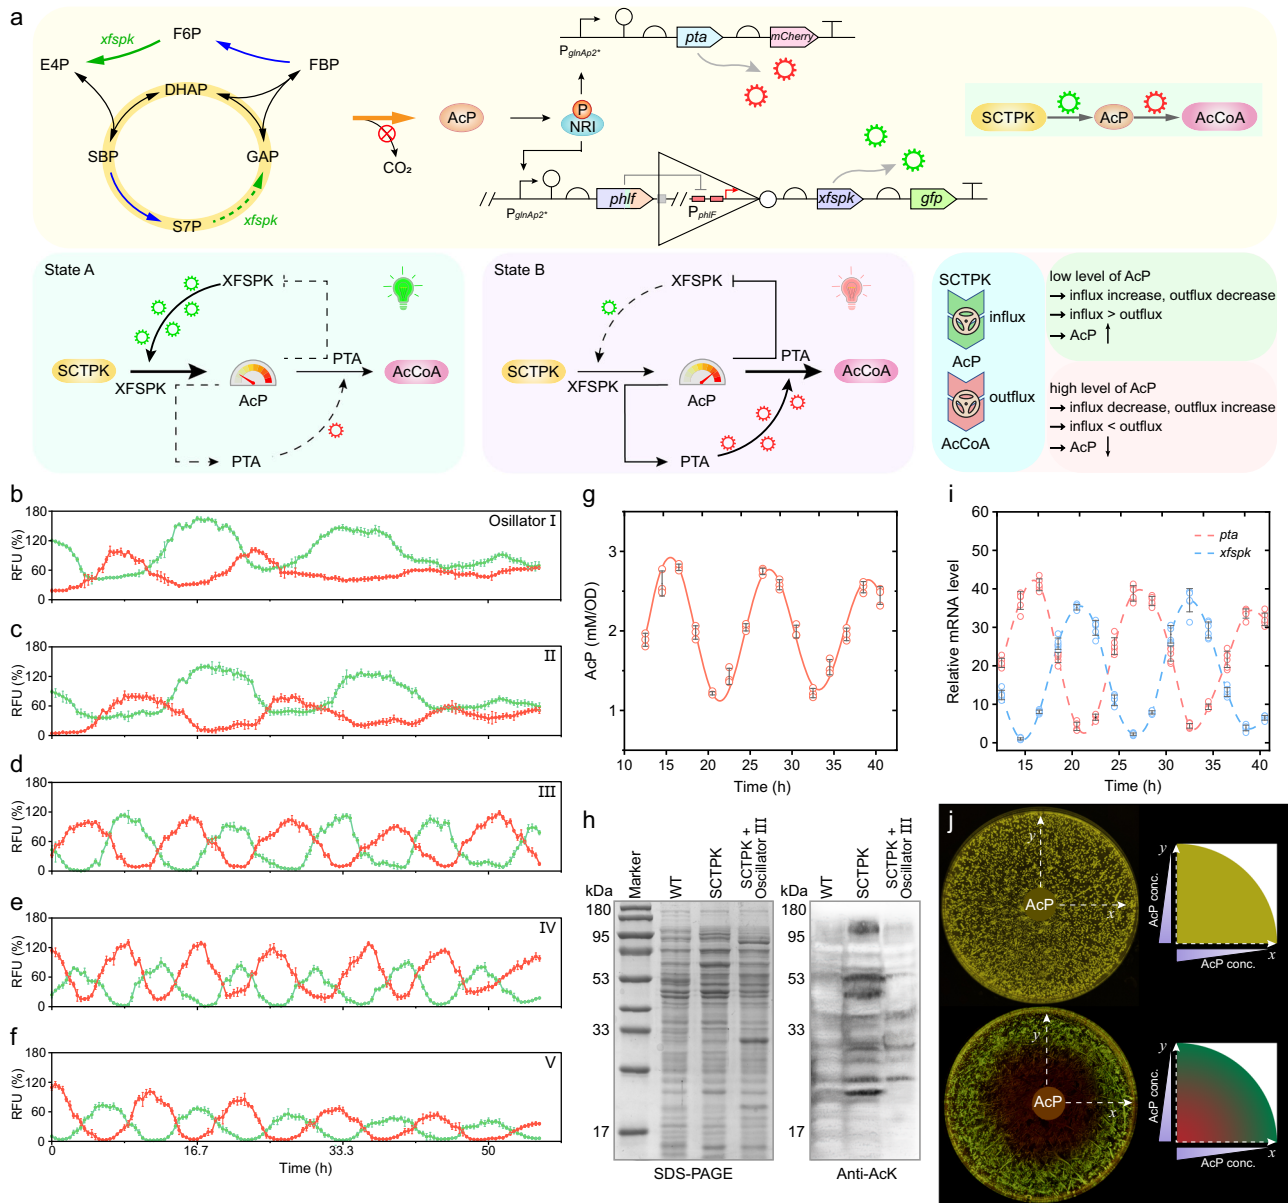 a
xfspk
F6P
E4P
FBP
DHAP
SBP
GAP
S7P
xfspk
CO₂
AcP
P
NRI
PglnAp2*
pta
mCherry
PglnAp2*
phlf
PphlF
xfspk
gfp
SCTPK
AcP
AcCoA
State A
XFSPK
SCTPK
XFSPK
AcP
PTA
AcCoA
PTA
State B
XFSPK
SCTPK
XFSPK
AcP
PTA
AcCoA
PTA
SCTPK
influx
AcP
outflux
AcCoA
low level of AcP
→ influx increase, outflux decrease
→ influx > outflux
→ AcP ↑
high level of AcP
→ influx decrease, outflux increase
→ influx < outflux
→ AcP ↓
b
RFU (%)
180
120
60
0
Osillator I
c
RFU (%)
180
120
60
0
II
d
RFU (%)
180
120
60
0
III
e
RFU (%)
180
120
60
0
IV
f
RFU (%)
180
120
60
0
V
0
16.7
33.3
50
Time (h)
g
AcP (mM/OD)
3
2
1
10
15
20
25
30
35
40
Time (h)
h
kDa
Marker
WT
SCTPK
SCTPK +
Oscillator III
180
95
53
33
17
SDS-PAGE
kDa
WT
SCTPK
SCTPK +
Oscillator III
180
95
53
33
17
Anti-AcK
i
Relative mRNA level
60
50
40
30
20
10
0
pta
xfspk
15
20
25
30
35
40
Time (h)
j
y
AcP
x
y
AcP conc.
x
AcP conc.
y
AcP
x
y
AcP conc.
x
AcP conc.